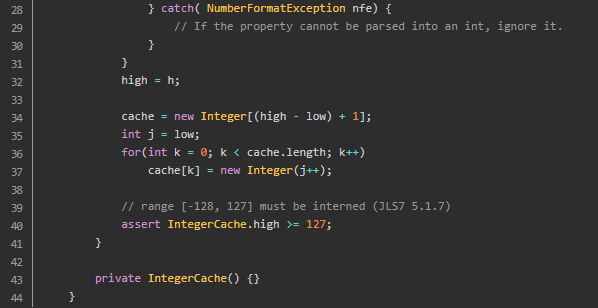 28 } catch( NumberFormatException nfe) {
29 // If the property cannot be parsed into an int, ignore it.
30 }
31 }
32 high = h;
33
34 cache = new Integer[(high - low) + 1];
35 int j = low;
36 for(int k = 0; k < cache.length; k++)
37 cache[k] = new Integer(j++);
38
39 // range [-128, 127] must be interned (JLS7 5.1.7)
40 assert IntegerCache.high >= 127;
41 }
42
43 private IntegerCache() {}
44 }